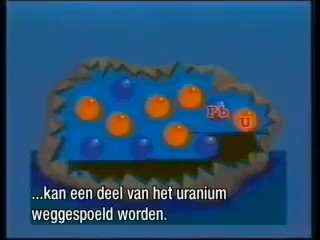 Pb
U
...kan een deel van het uranium
weggespoeld worden.